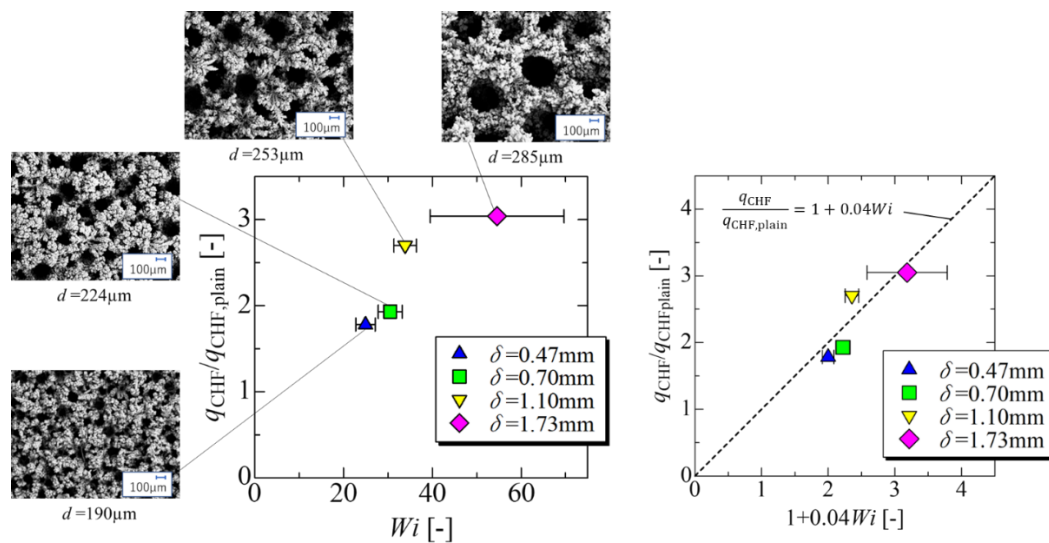 100µm
d =253µm
100µm
d =285µm
100µm
d =224µm
100µm
d =190µm
3
2
1
0
0 20 40 60
qCHF/qCHF,plain [-]
Wi [-]
δ=0.47mm
δ=0.70mm
δ=1.10mm
δ=1.73mm
4
3
2
1
0
0 1 2 3 4
qCHF/qCHFplain [-]
1+0.04Wi [-]
qCHF
qCHF,plain
= 1 + 0.04Wi
δ=0.47mm
δ=0.70mm
δ=1.10mm
δ=1.73mm